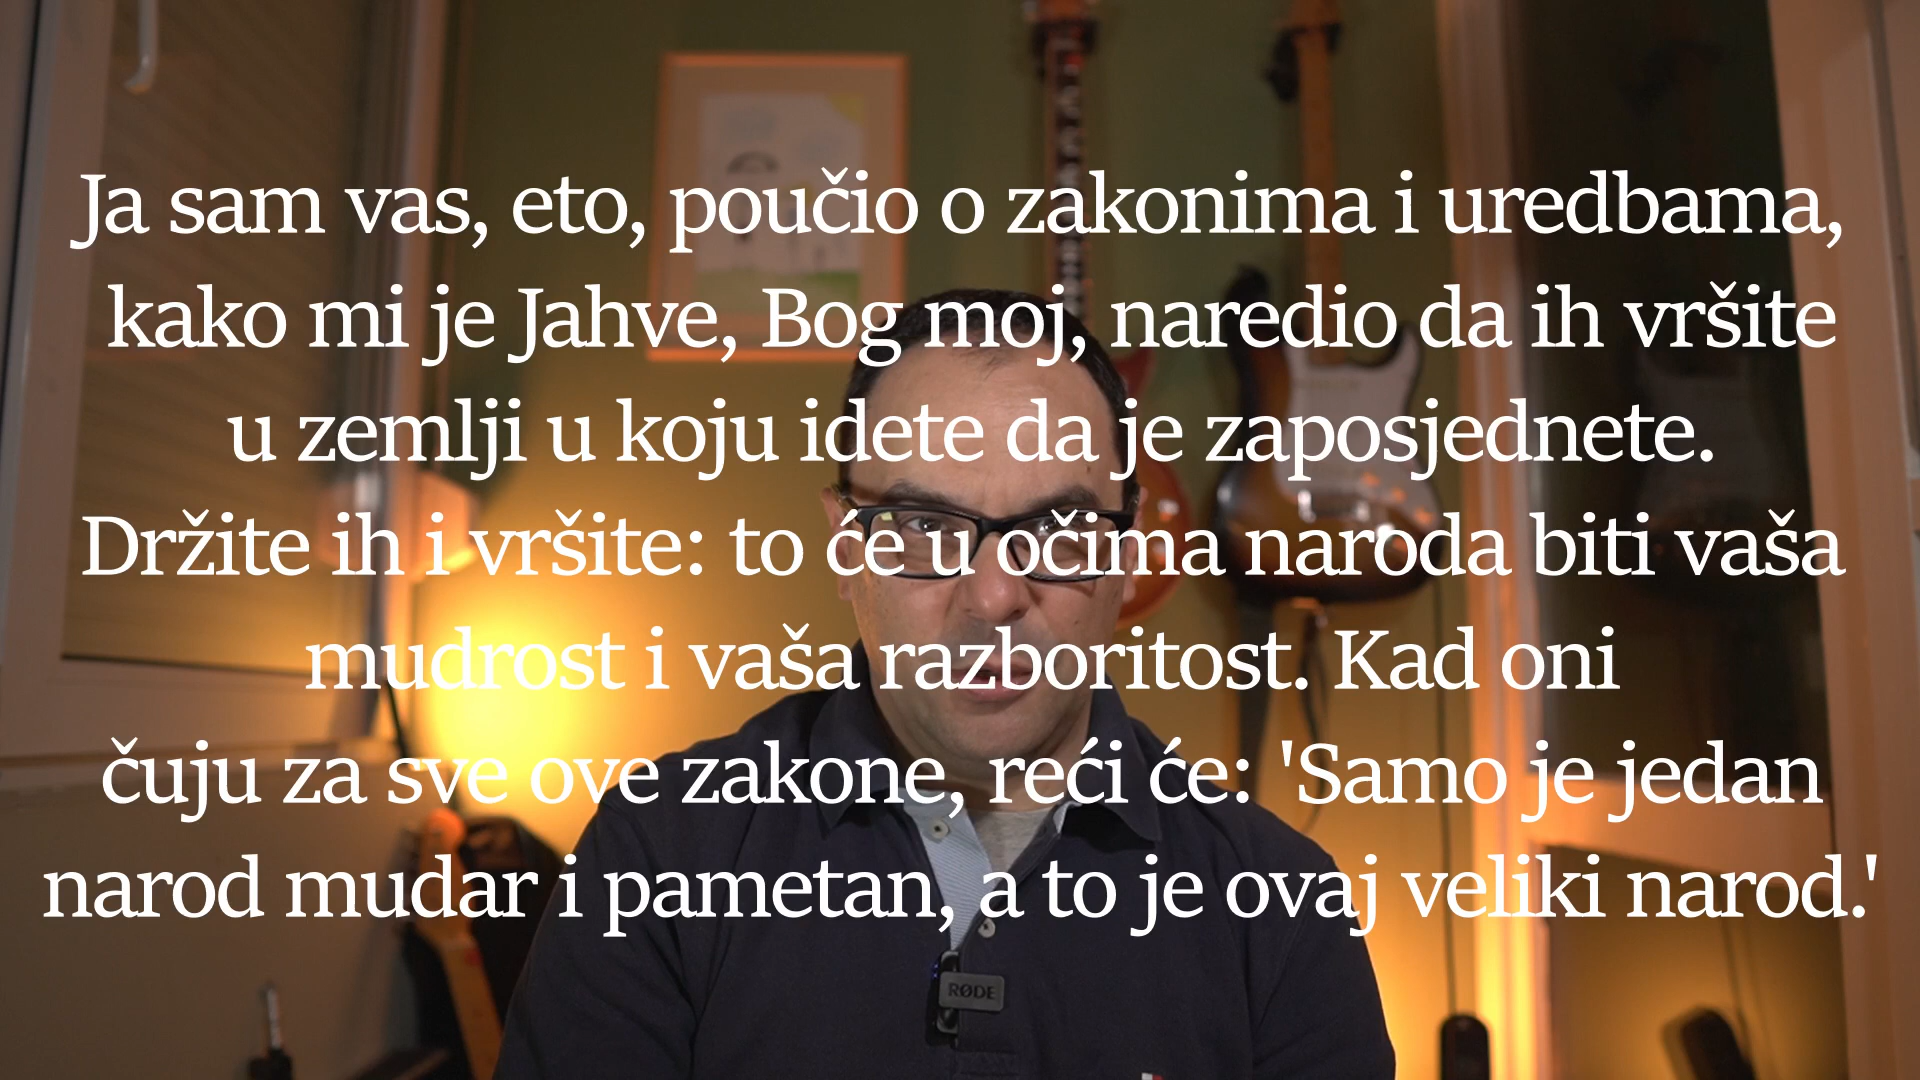 Ja sam vas, eto, poučio o zakonima i uredbama,
kako mi je Jahve, Bog moj, naredio da ih vršite
u zemlji u koju idete da je zaposjednete.
Držite ih i vršite: to će u očima naroda biti vaša
mudrost i vaša razboritost. Kad oni
čuju za sve ove zakone, reći će: 'Samo je jedan
narod mudar i pametan, a to je ovaj veliki narod.'
RØDE